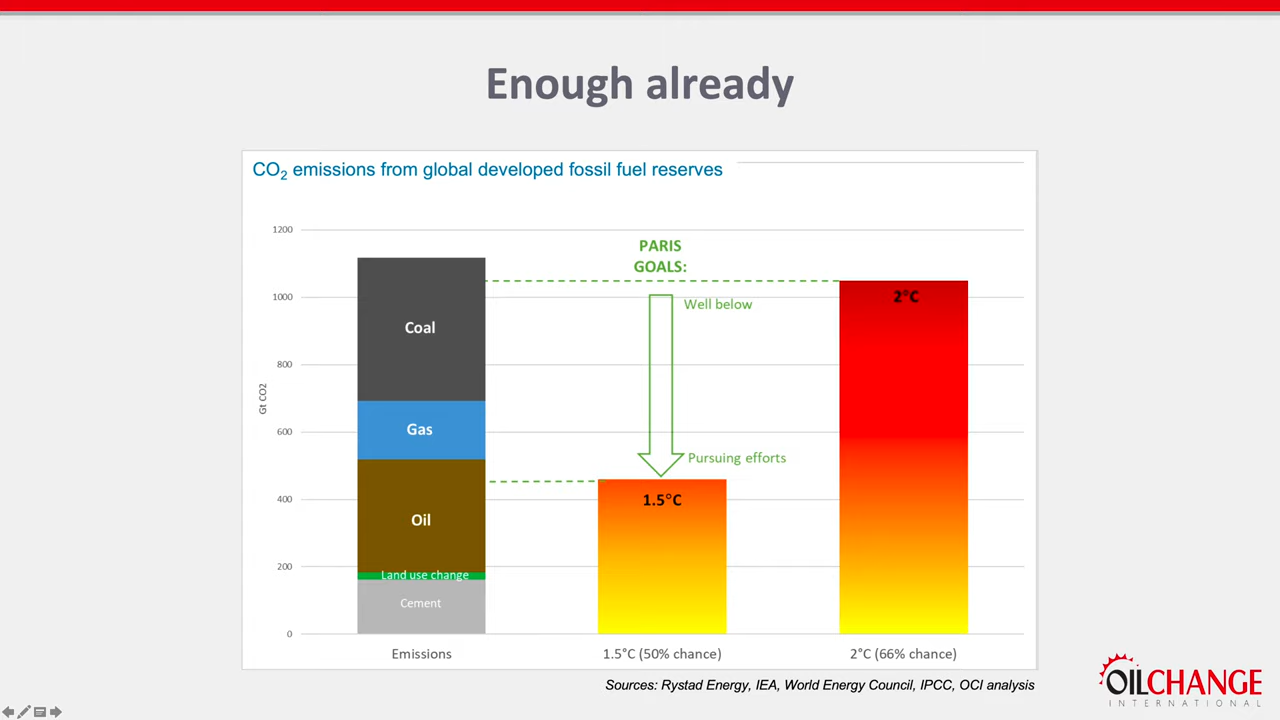 Enough already
CO2 emissions from global developed fossil fuel reserves
1200
1000
800
600
400
200
0
Gt CO2
Coal
Gas
Oil
Land use change
Cement
PARIS
GOALS:
Well below
Pursuing efforts
1.5°C
2°C
Emissions
1.5°C (50% chance)
2°C (66% chance)
Sources: Rystad Energy, IEA, World Energy Council, IPCC, OCI analysis
OILCHANGE
INTERNATIONAL